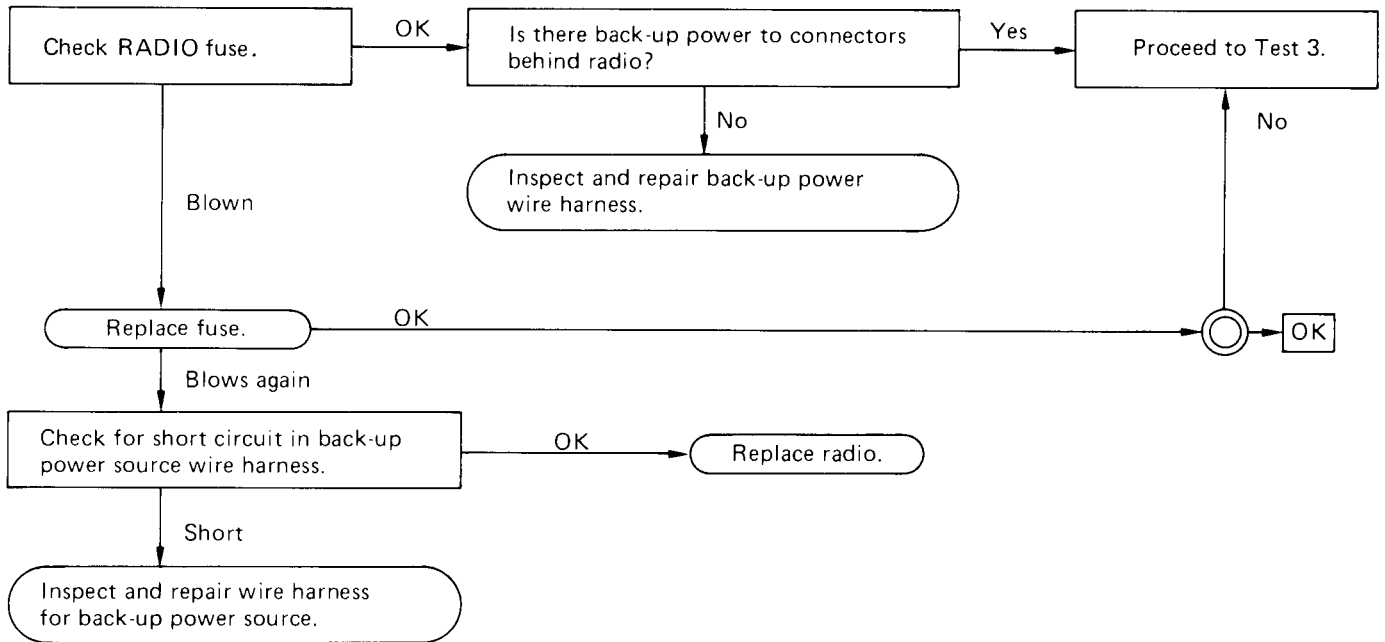 Check RADIO fuse.
OK
Is there back-up power to connectors
behind radio?
Yes
Proceed to Test 3.
No
No
Inspect and repair back-up power
wire harness.
Blown
Replace fuse.
OK
OK
Blows again
Check for short circuit in back-up
power source wire harness.
OK
Replace radio.
Short
Inspect and repair wire harness
for back-up power source.